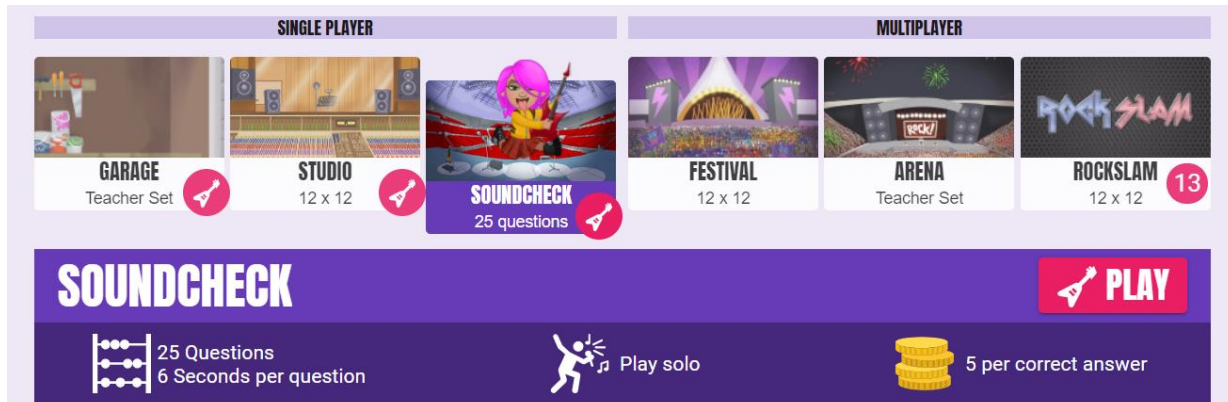 SINGLE PLAYER
MULTIPLAYER
GARAGE
Teacher Set
STUDIO
12 x 12
SOUNDCHECK
25 questions
FESTIVAL
12 x 12
ROCK!
ARENA
Teacher Set
ROCK SLAM
ROCKSLAM
12 x 12
13
SOUNDCHECK
PLAY
25 Questions
6 Seconds per question
Play solo
5 per correct answer